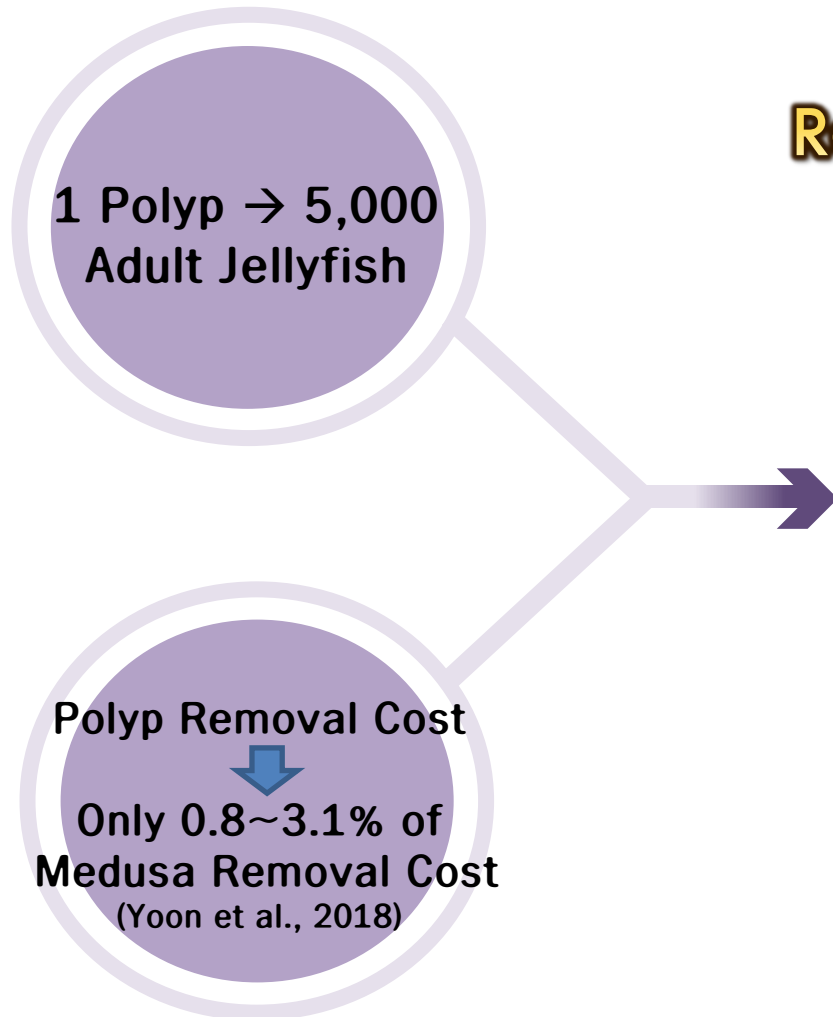 1 Polyp → 5,000
Adult Jellyfish
Polyp Removal Cost
Only 0.8~3.1% of
Medusa Removal Cost
(Yoon et al., 2018)